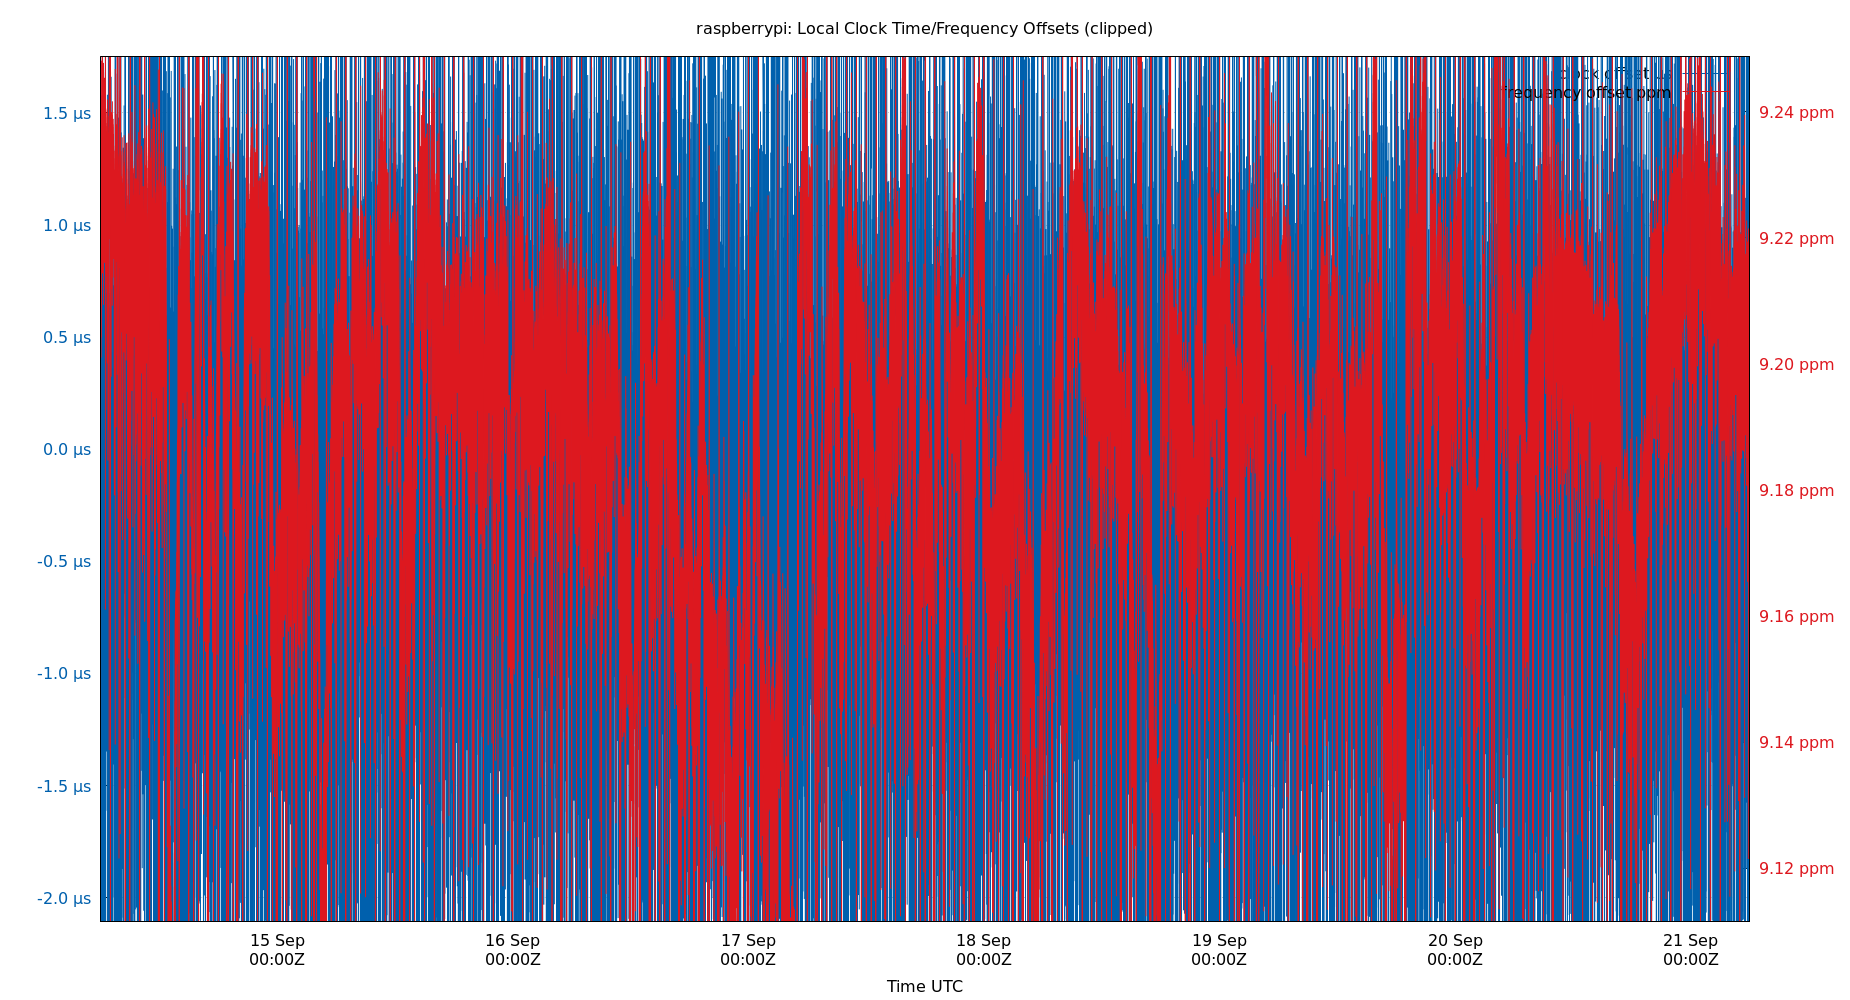 raspberrypi: Local Clock Time/Frequency Offsets (clipped)
clock offset µs
frequency offset ppm
1.5 µs
1.0 µs
0.5 µs
0.0 µs
-0.5 µs
-1.0 µs
-1.5 µs
-2.0 µs
9.24 ppm
9.22 ppm
9.20 ppm
9.18 ppm
9.16 ppm
9.14 ppm
9.12 ppm
15 Sep
00:00Z
16 Sep
00:00Z
17 Sep
00:00Z
18 Sep
00:00Z
19 Sep
00:00Z
20 Sep
00:00Z
21 Sep
00:00Z
Time UTC